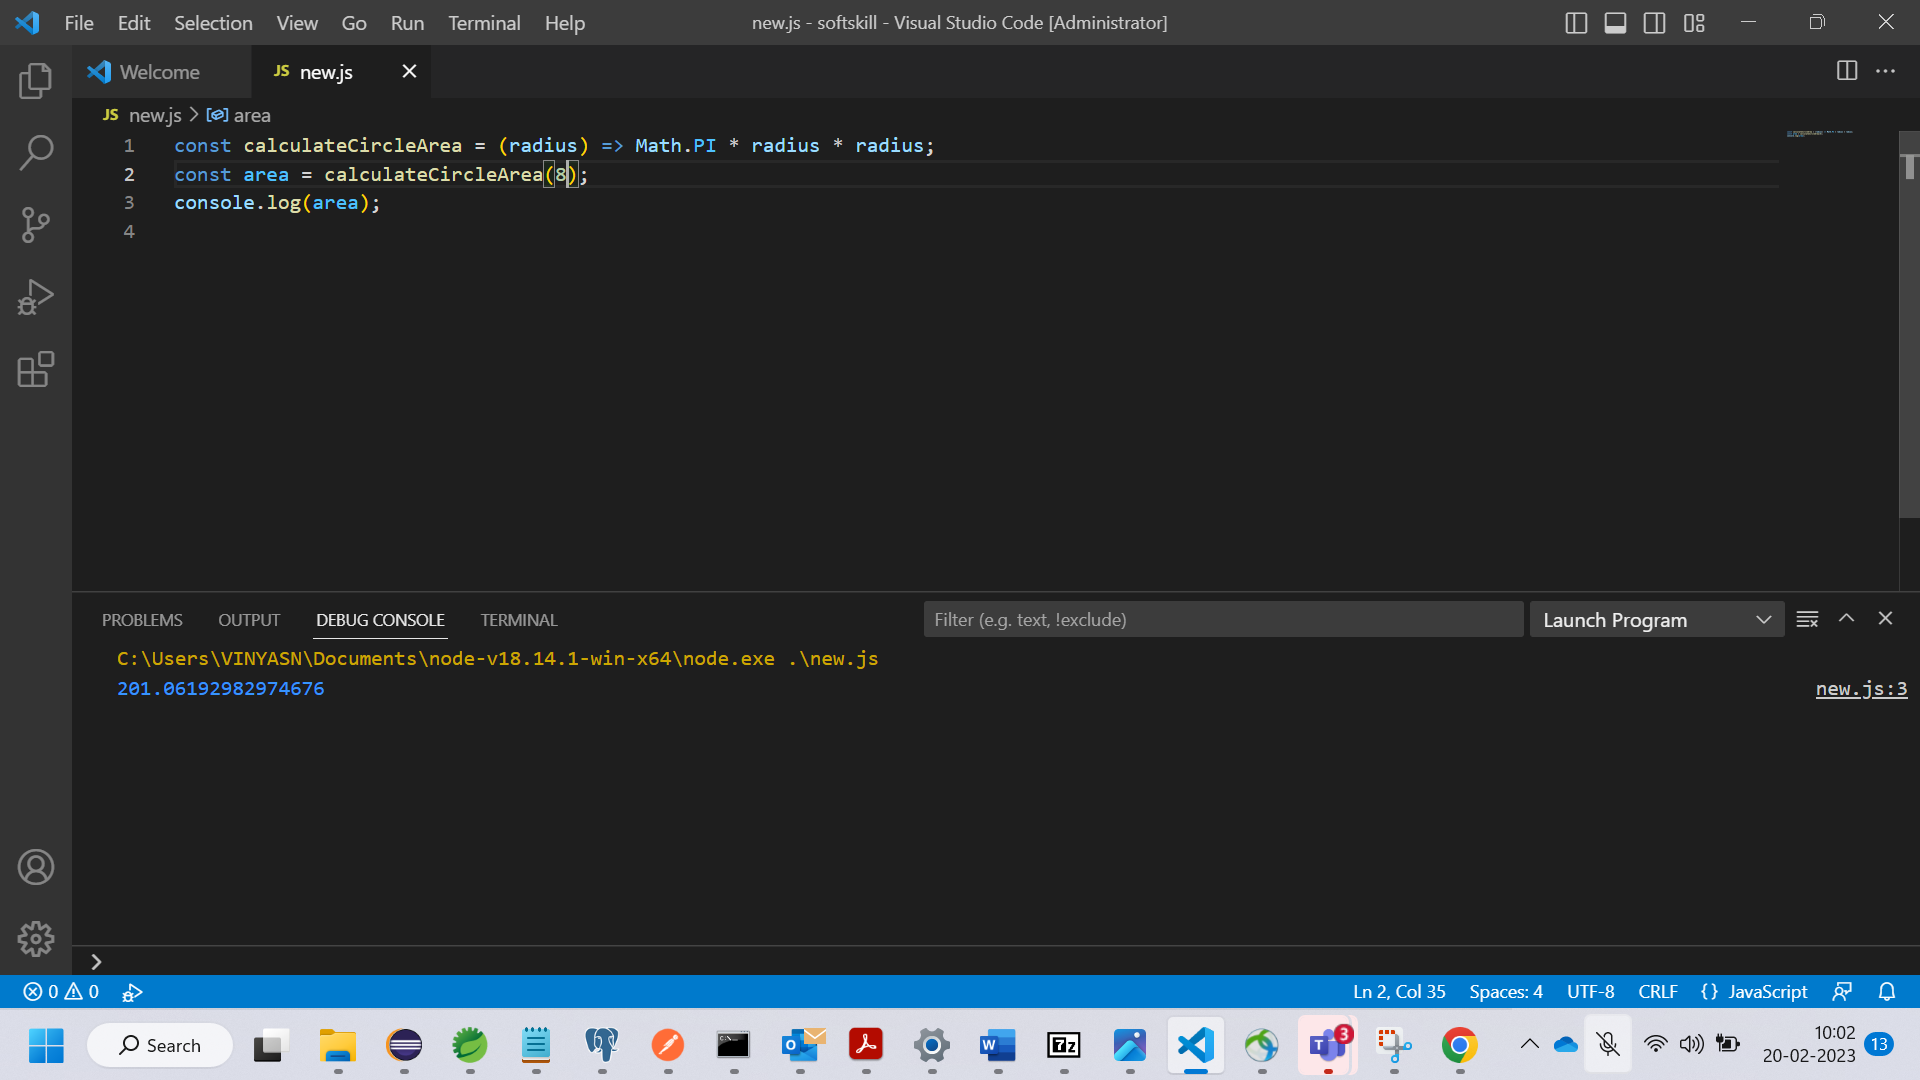 File Edit Selection View Go Run Terminal Help new.js - softskill - Visual Studio Code [Administrator]
Welcome JS new.js
JS new.js > area
1 const calculateCircleArea = (radius) => Math.PI * radius * radius;
2 const area = calculateCircleArea(8);
3 console.log(area);
4
PROBLEMS OUTPUT DEBUG CONSOLE TERMINAL Filter (e.g. text, !exclude) Launch Program
C:\Users\VINYASN\Documents\node-v18.14.1-win-x64\node.exe .\new.js
201.06192982974676 new.js:3
>
0 0 Ln 2, Col 35 Spaces: 4 UTF-8 CRLF {} JavaScript
Search C:\_ O W 7z T 3 10:02
20-02-2023 13